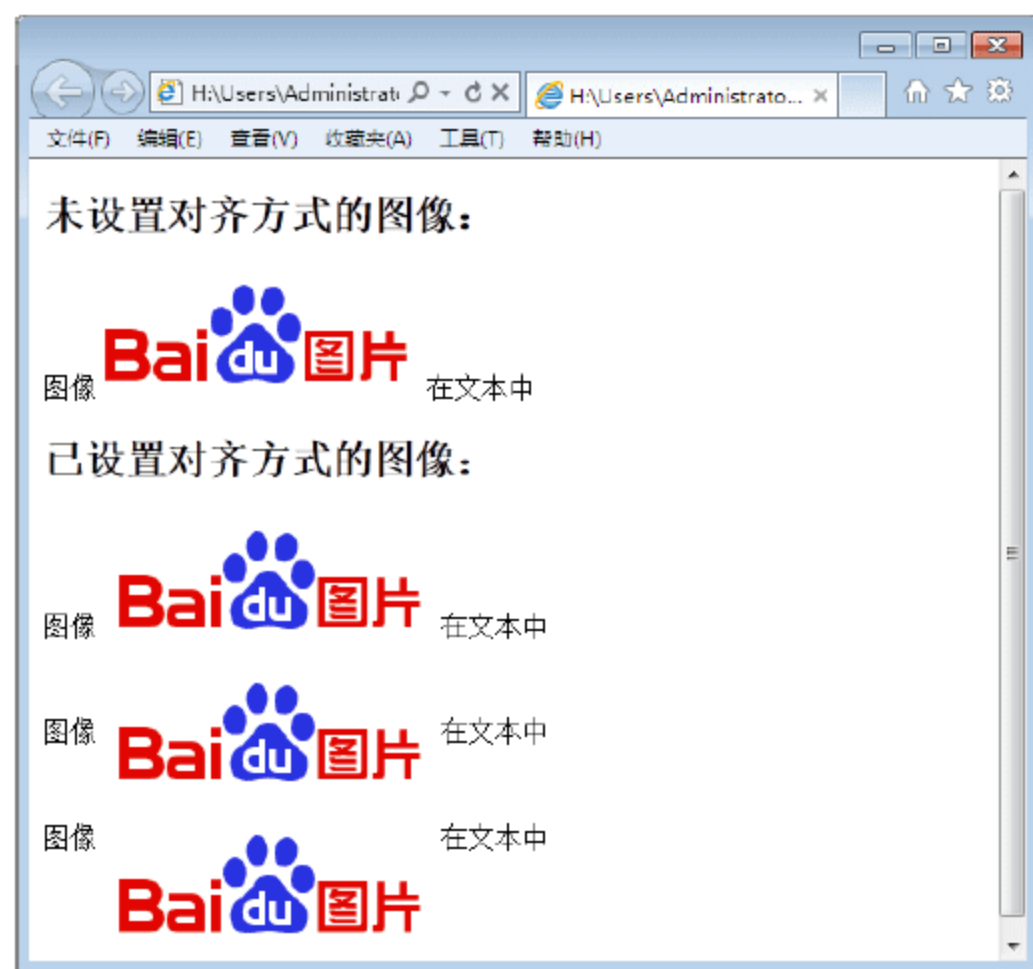 H:\Users\Administrat
H:\Users\Administrato...
文件(F) 编辑(E) 查看(V) 收藏夹(A) 工具(T) 帮助(H)
未设置对齐方式的图像：
图像 Bai du 图片 在文本中
已设置对齐方式的图像：
图像 Bai du 图片 在文本中
图像 Bai du 图片 在文本中
图像 Bai du 图片 在文本中